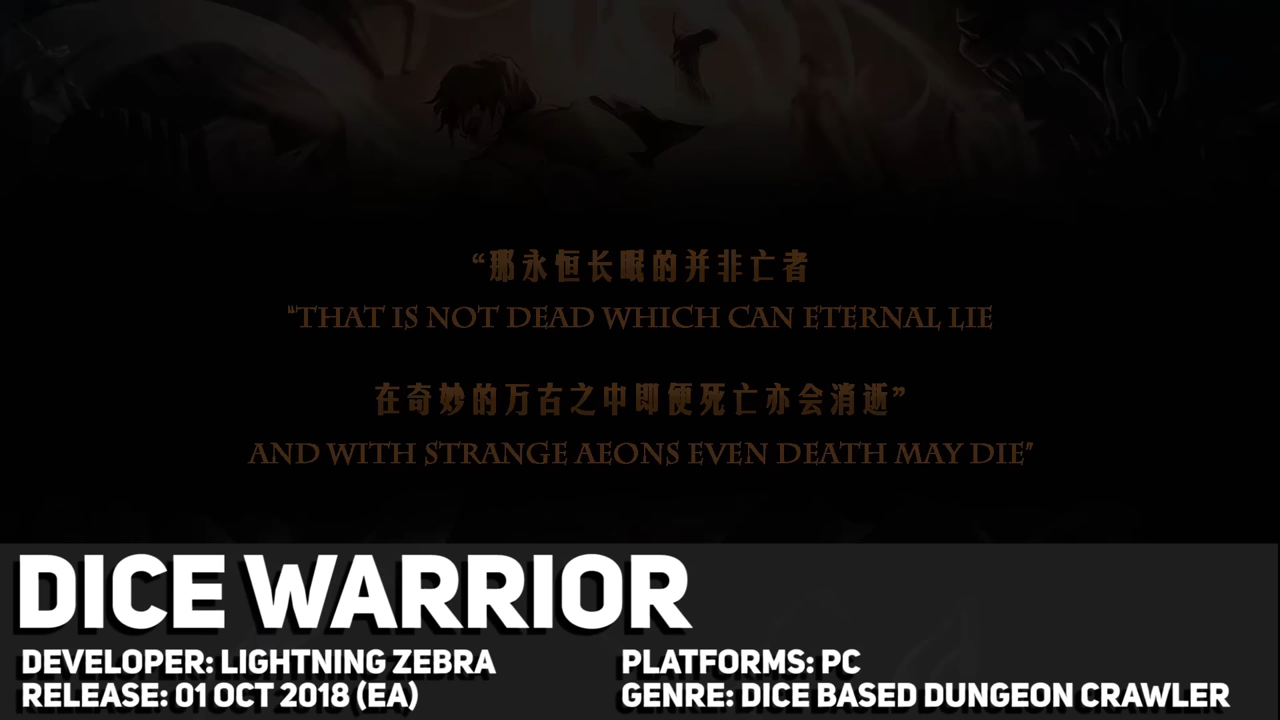 “那永恒长眠的并非亡者
"THAT IS NOT DEAD WHICH CAN ETERNAL LIE
在奇妙的万古之中即便死亡亦会消逝”
AND WITH STRANGE AEONS EVEN DEATH MAY DIE”
DICE WARRIOR
DEVELOPER: LIGHTNING ZEBRA
RELEASE: 01 OCT 2018 (EA)
PLATFORMS: PC
GENRE: DICE BASED DUNGEON CRAWLER